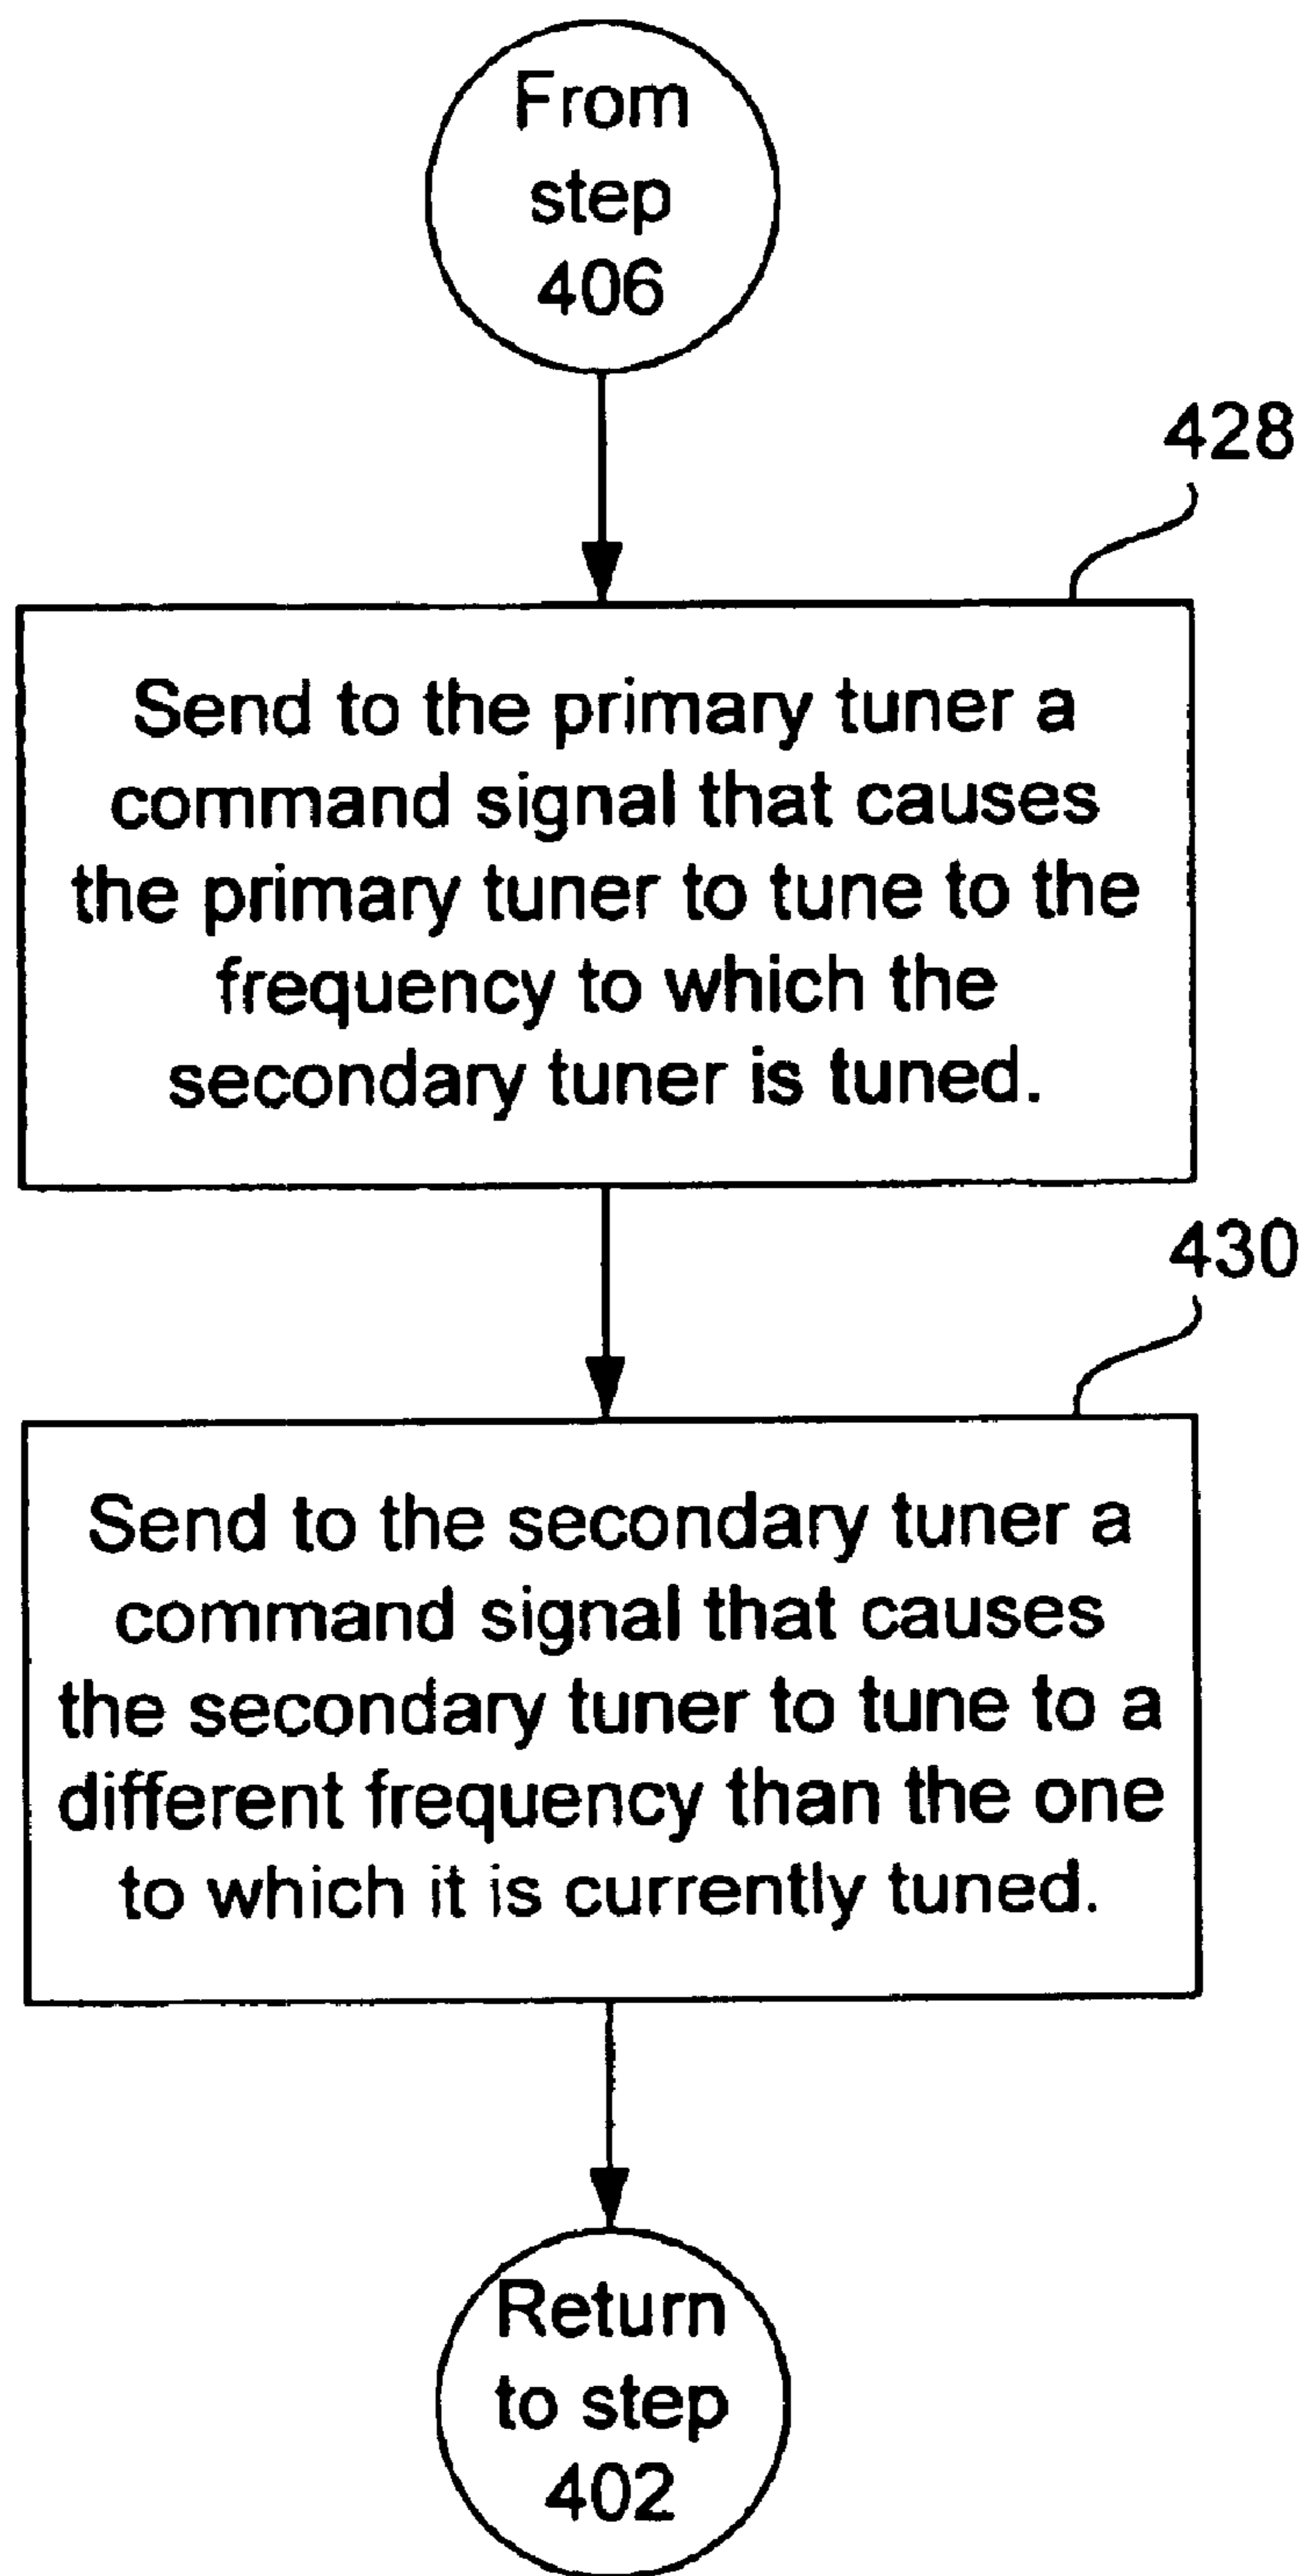 From
step
406
428
Send to the primary tuner a
command signal that causes
the primary tuner to tune to the
frequency to which the
secondary tuner is tuned.
430
Send to the secondary tuner a
command signal that causes
the secondary tuner to tune to a
different frequency than the one
to which it is currently tuned.
Return
to step
402